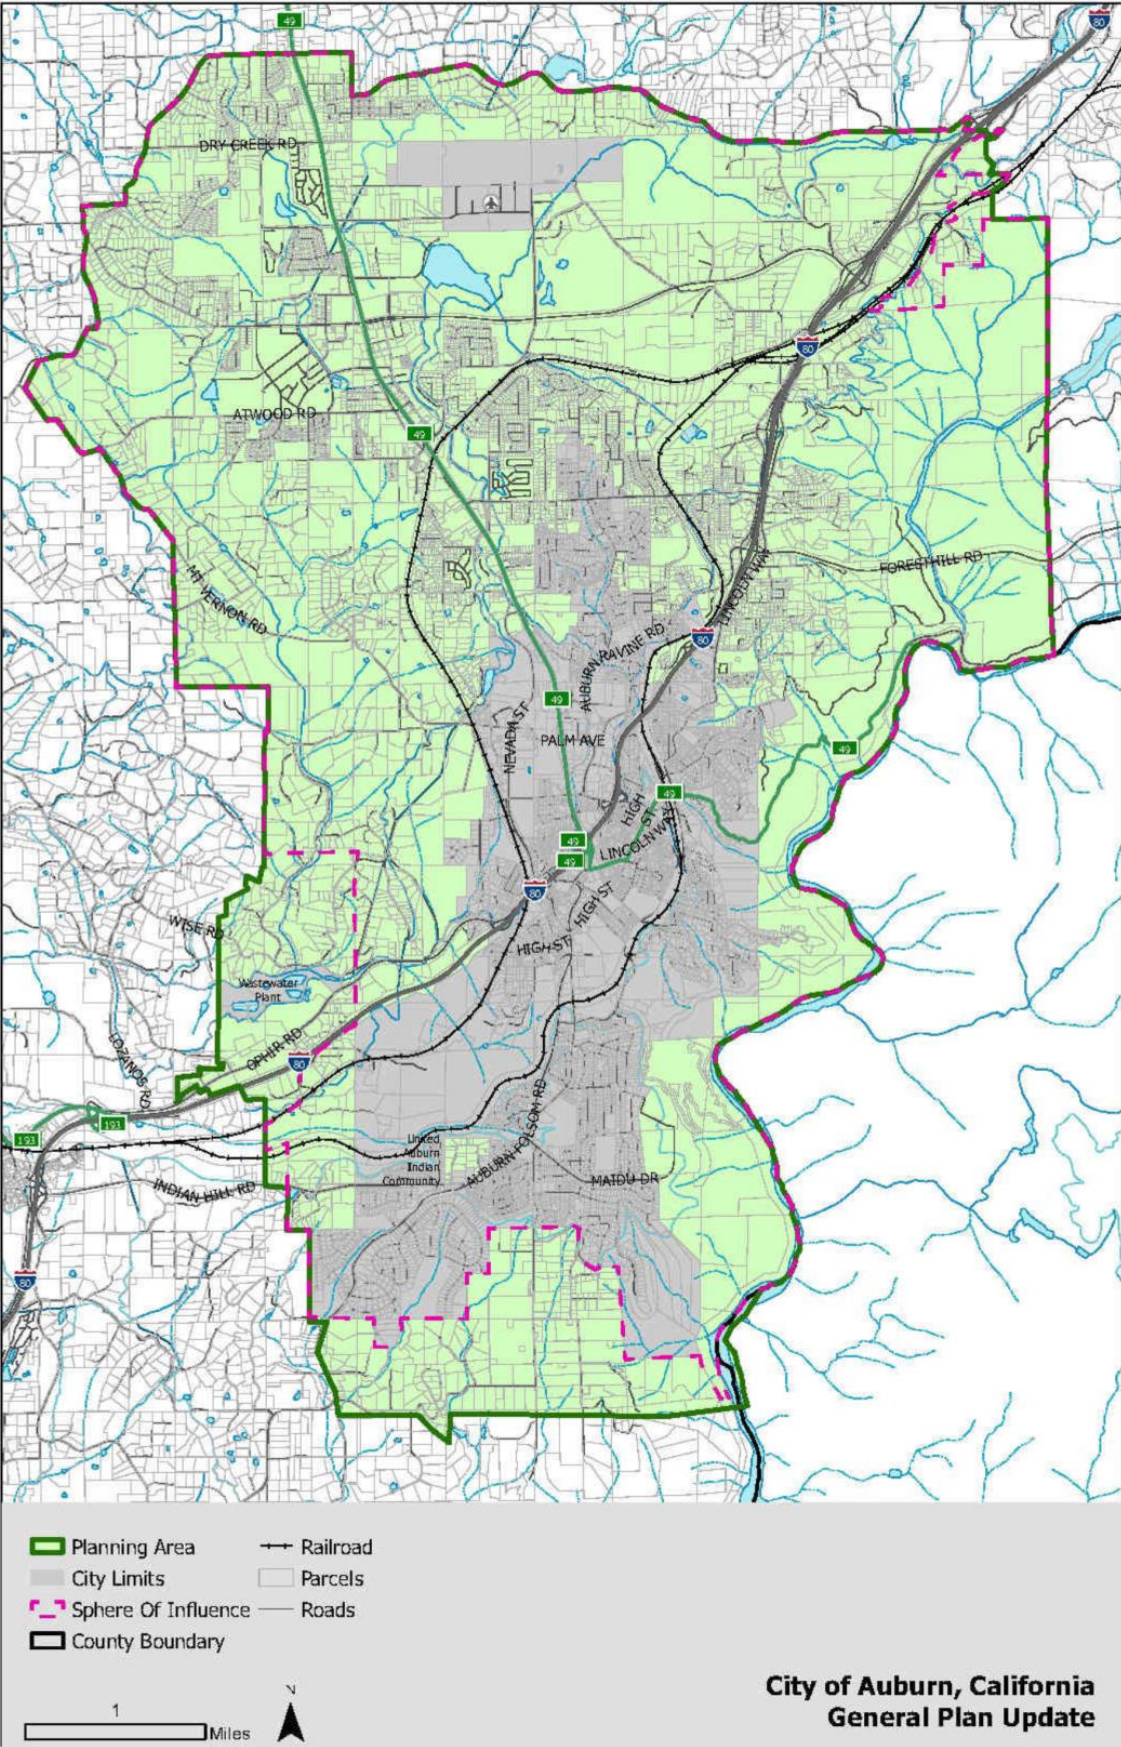 49
80
DRY CREEK RD
80
ATWOOD RD
49
FORESTHILL RD
LINCOLN WAY
MT VERNON RD
80
AUBURN RAVINE RD
49
NEVADA ST
PALM AVE
49
49
HIGH ST
LINCOLN WAY
49
49
80
HIGH ST
WISE RD
HIGH ST
Wastewater
Plant
OPHIR RD
80
LOZANOS RD
193
193
AUBURN FOLSOM RD
United
Auburn
Indian
Community
MAIDU DR
INDIAN HILL RD
80
Planning Area
City Limits
Sphere Of Influence
County Boundary
Railroad
Parcels
Roads
1
Miles
N
City of Auburn, California
General Plan Update